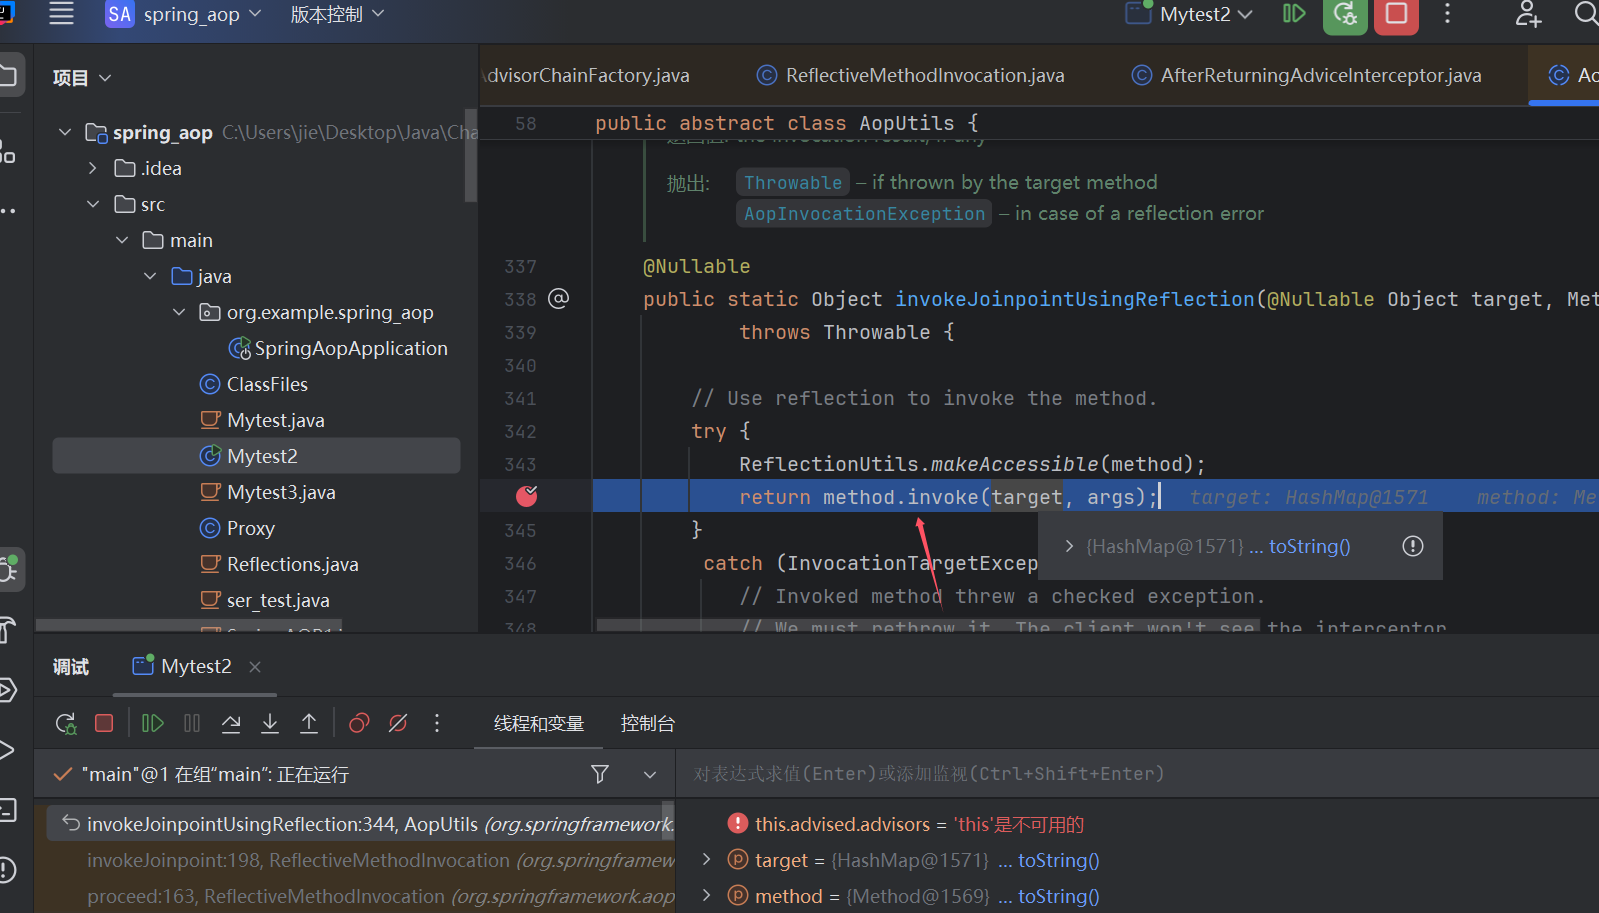 SA spring_aop 版本控制 Mytest2
项目
dvisorChainFactory.java ReflectiveMethodInvocation.java AfterReturningAdviceInterceptor.java Ao
spring_aop C:\Users\jie\Desktop\Java\Cha
.idea
src
main
java
org.example.spring_aop
SpringAopApplication
ClassFiles
Mytest.java
Mytest2
Mytest3.java
Proxy
Reflections.java
ser_test.java
58 public abstract class AopUtils {
返回值: the invocation result, if any
抛出: Throwable – if thrown by the target method
AopInvocationException – in case of a reflection error
337 @Nullable
338 public static Object invokeJoinpointUsingReflection(@Nullable Object target, Met
339 throws Throwable {
340
341 // Use reflection to invoke the method.
342 try {
343 ReflectionUtils.makeAccessible(method);
return method.invoke(target, args); target: HashMap@1571 method: Me
345 }
{HashMap@1571} ... toString()
346 catch (InvocationTargetExcep
347 // Invoked method threw a checked exception.
348 // We must rethrow it. The client won't see the interceptor.
调试 Mytest2
线程和变量 控制台
"main"@1 在组“main”: 正在运行
对表达式求值(Enter)或添加监视(Ctrl+Shift+Enter)
invokeJoinpointUsingReflection:344, AopUtils (org.springframework.
invokeJoinpoint:198, ReflectiveMethodInvocation (org.springframew
proceed:163, ReflectiveMethodInvocation (org.springframework.aop
this.advised.advisors = 'this'是不可用的
target = {HashMap@1571} ... toString()
method = {Method@1569} ... toString()